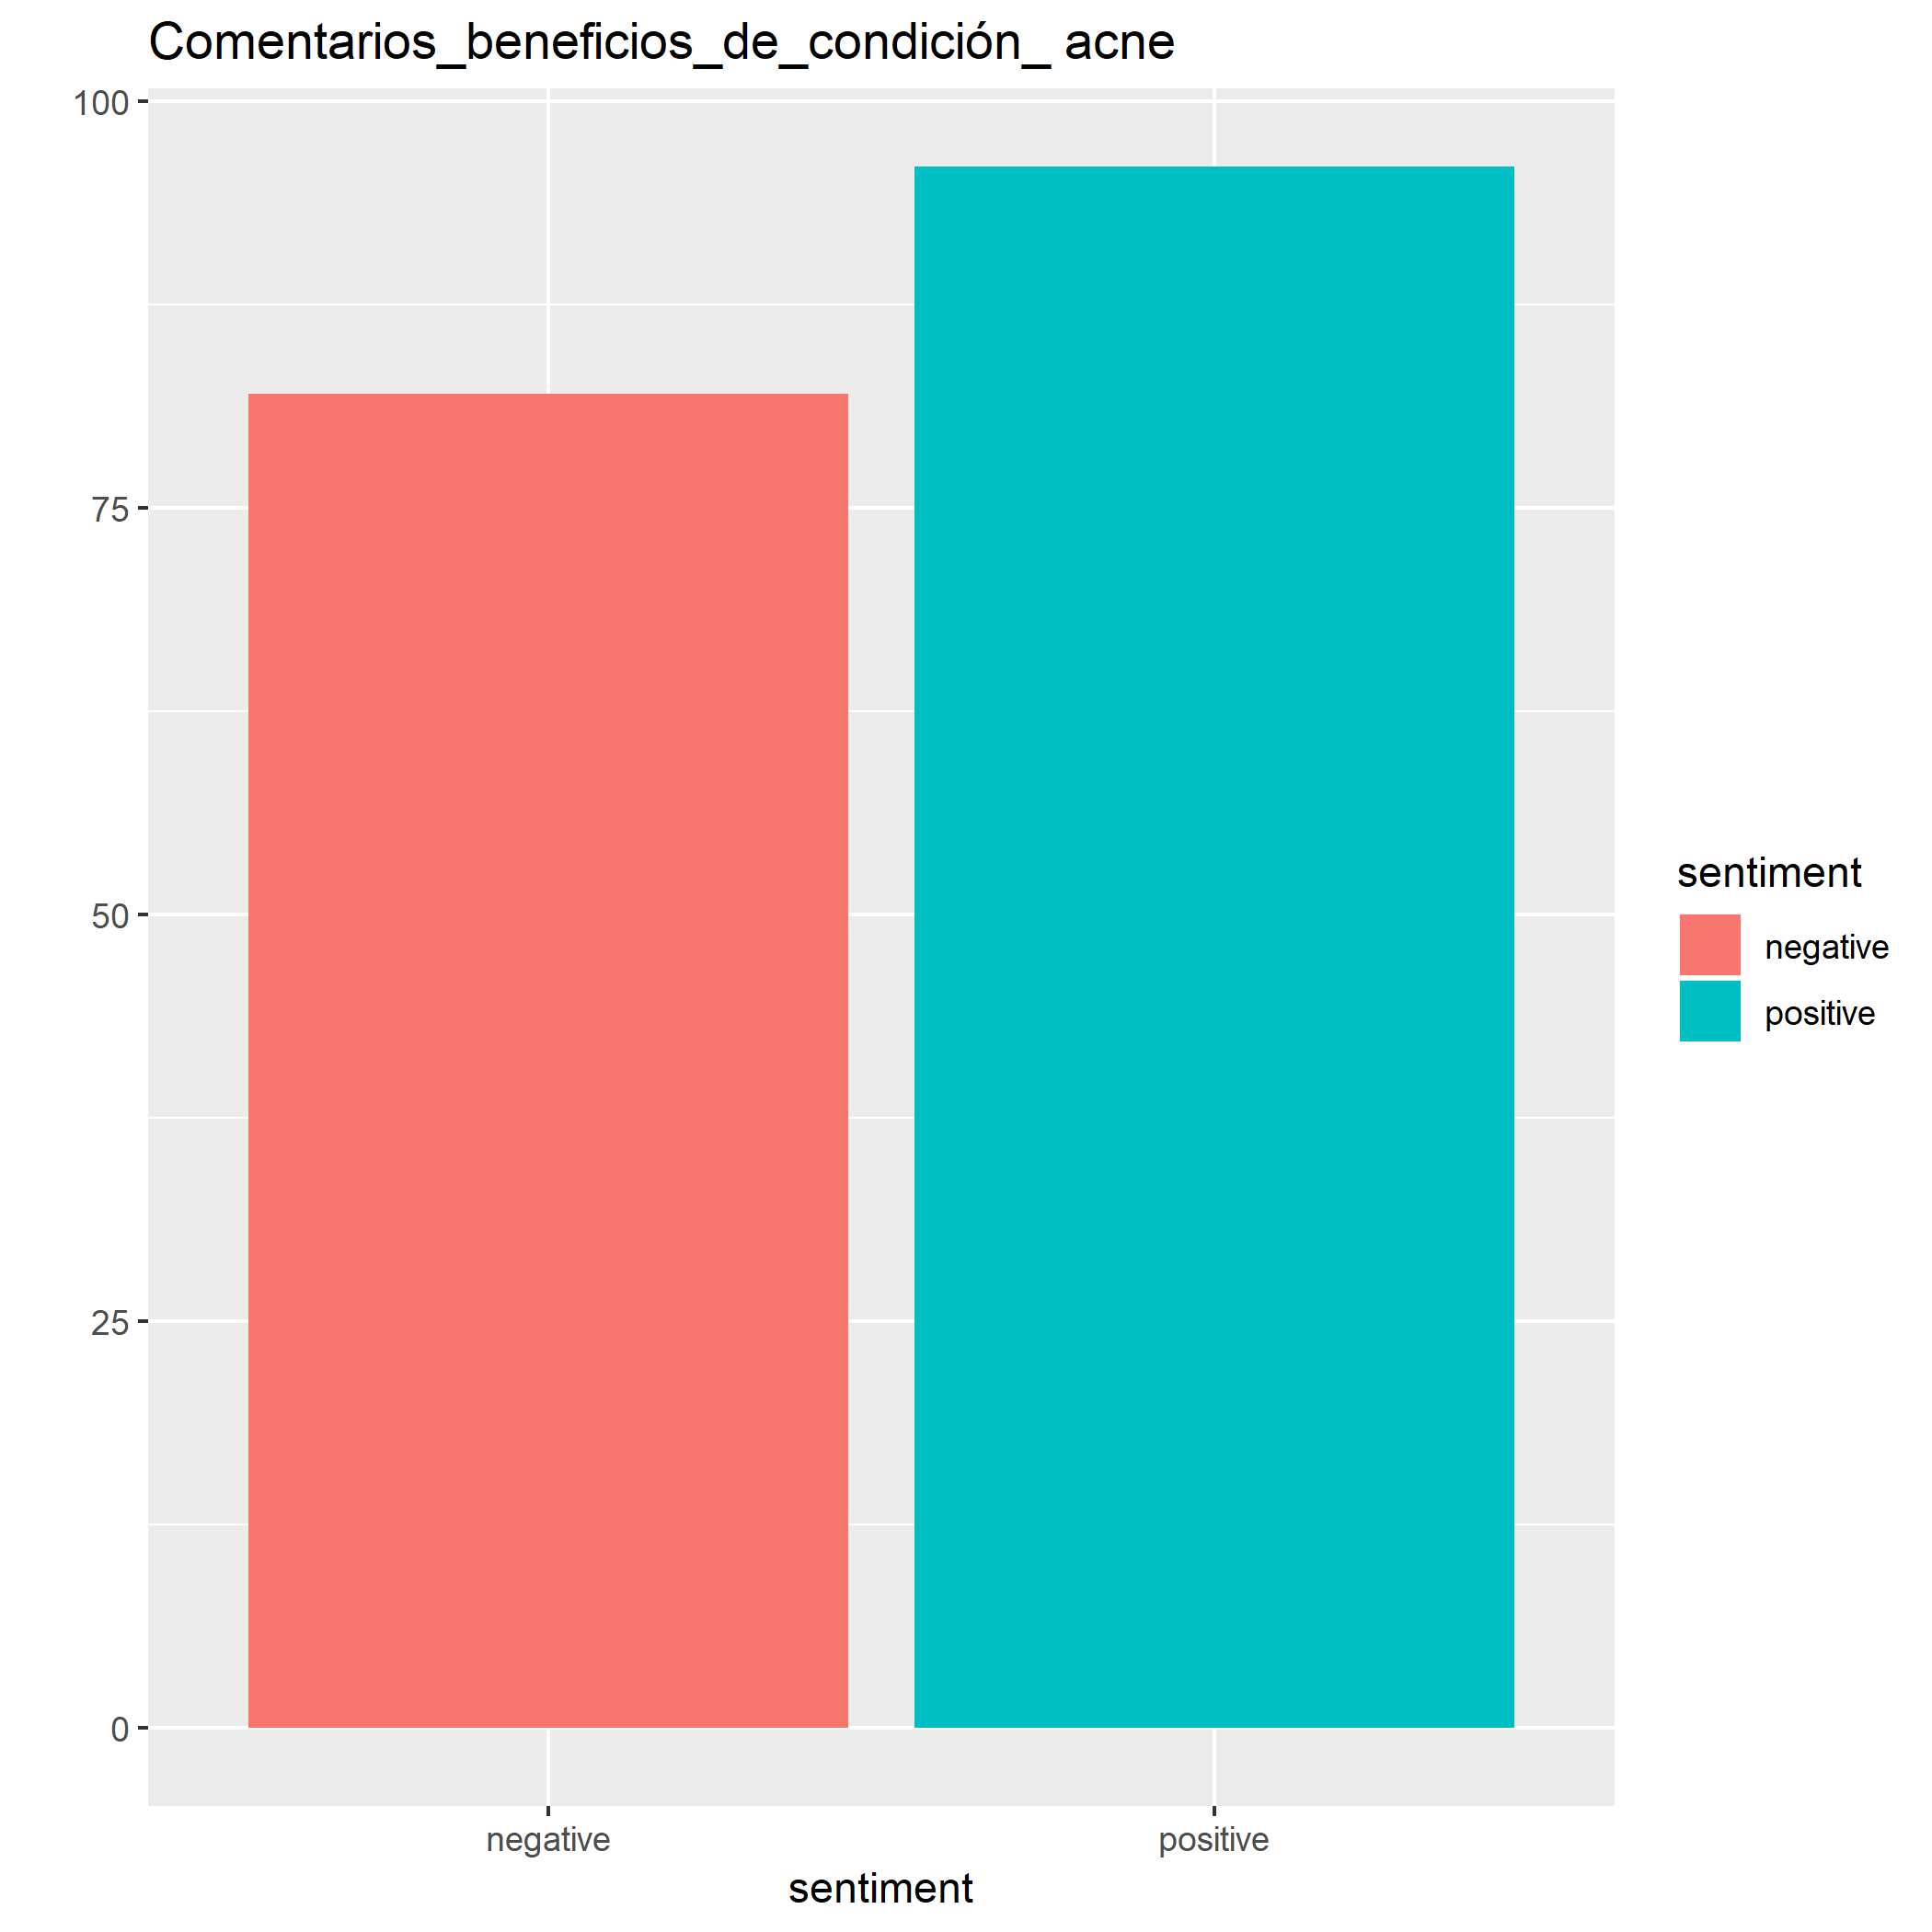 Comentarios_beneficios_de_condición_ acne
100
75
50
25
0
negative
positive
sentiment
sentiment
negative
positive